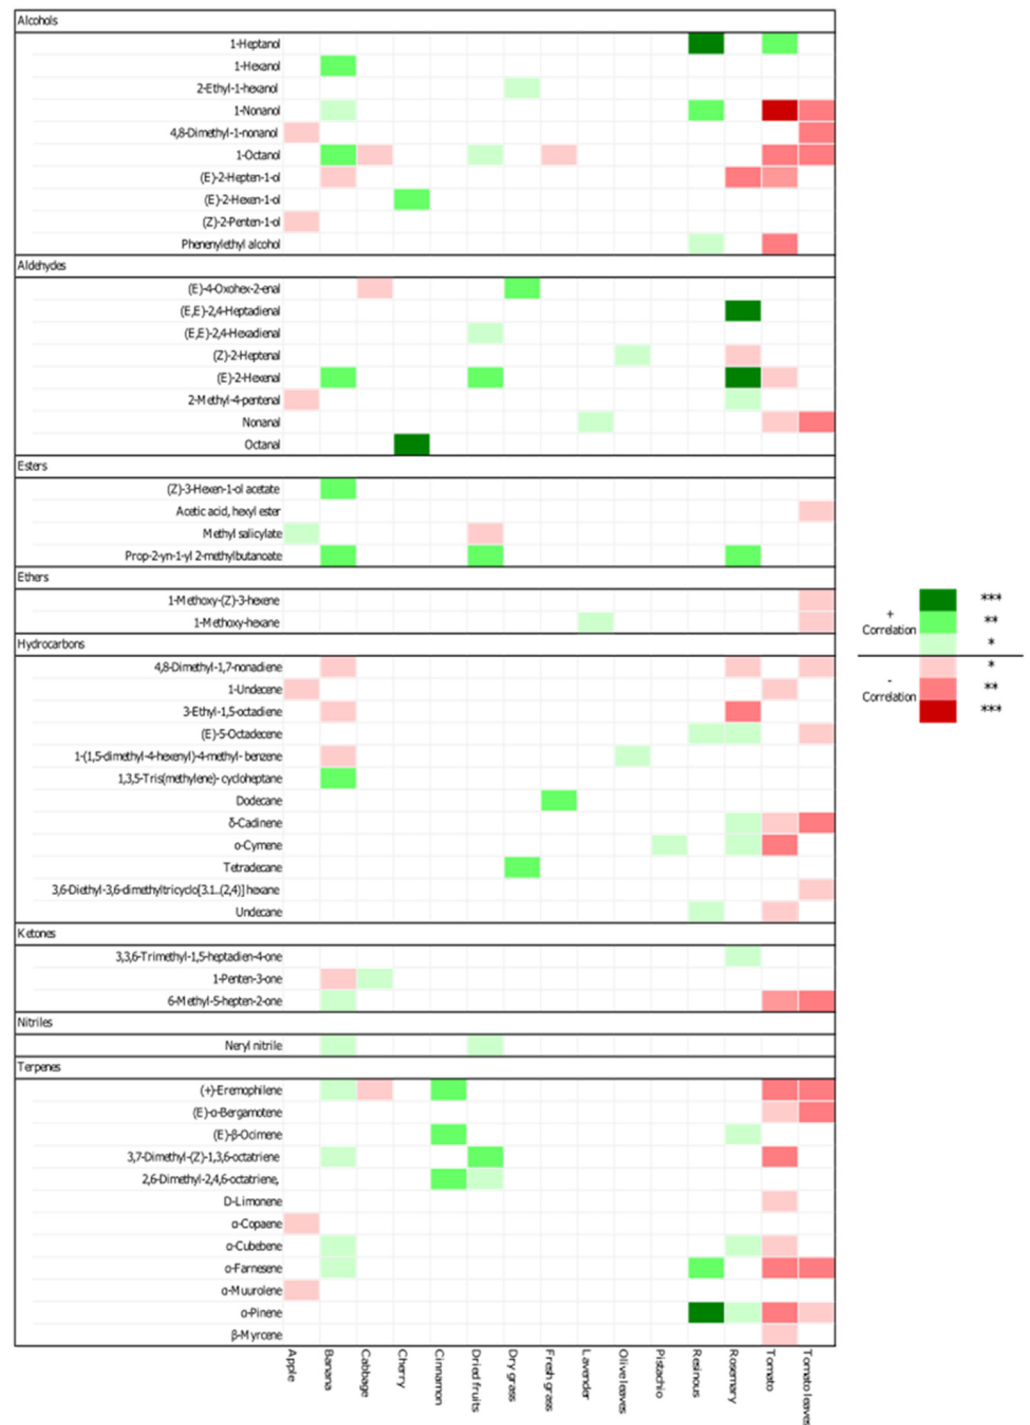 Alcohols
1-Heptanol
1-Hexanol
2-Ethyl-1-hexanol
1-Nonanol
4,8-Dimethyl-1-nonanol
1-Octanol
(E)-2-Hepten-1-ol
(E)-2-Hexen-1-ol
(Z)-2-Penten-1-ol
Phenenylethyl alcohol
Aldehydes
(E)-4-Oxohex-2-enal
(E,E)-2,4-Heptadienal
(E,E)-2,4-Hexadienal
(Z)-2-Heptenal
(E)-2-Hexenal
2-Methyl-4-pentenal
Nonanal
Octanal
Esters
(Z)-3-Hexen-1-ol acetate
Acetic acid, hexyl ester
Methyl salicylate
Prop-2-yn-1-yl 2-methylbutanoate
Ethers
1-Methoxy-(Z)-3-hexene
1-Methoxy-hexane
Hydrocarbons
4,8-Dimethyl-1,7-nonadiene
1-Undecene
3-Ethyl-1,5-octadiene
(E)-5-Octadecene
1-(1,5-dimethyl-4-hexenyl)-4-methyl- benzene
1,3,5-Tris(methylene)- cycloheptane
Dodecane
δ-Cadinene
o-Cymene
Tetradecane
3,6-Diethyl-3,6-dimethyltricyclo[3.1..(2,4)] hexane
Undecane
Ketones
3,3,6-Trimethyl-1,5-heptadien-4-one
1-Penten-3-one
6-Methyl-5-hepten-2-one
Nitriles
Neryl nitrile
Terpenes
(+)-Eremophilene
(E)-α-Bergamotene
(E)-β-Ocimene
3,7-Dimethyl-(Z)-1,3,6-octatriene
2,6-Dimethyl-2,4,6-octatriene,
D-Limonene
α-Copaene
α-Cubebene
α-Farnesene
α-Muurolene
α-Pinene
β-Myrcene
Apple
Banana
Cabbage
Cherry
Cinnamon
Dried fruits
Dry grass
Fresh grass
Lavender
Olive leaves
Pistachio
Resinous
Rosemary
Tomato
Tomato leaves
+
Correlation
***
**
*
-
Correlation
*
**
***